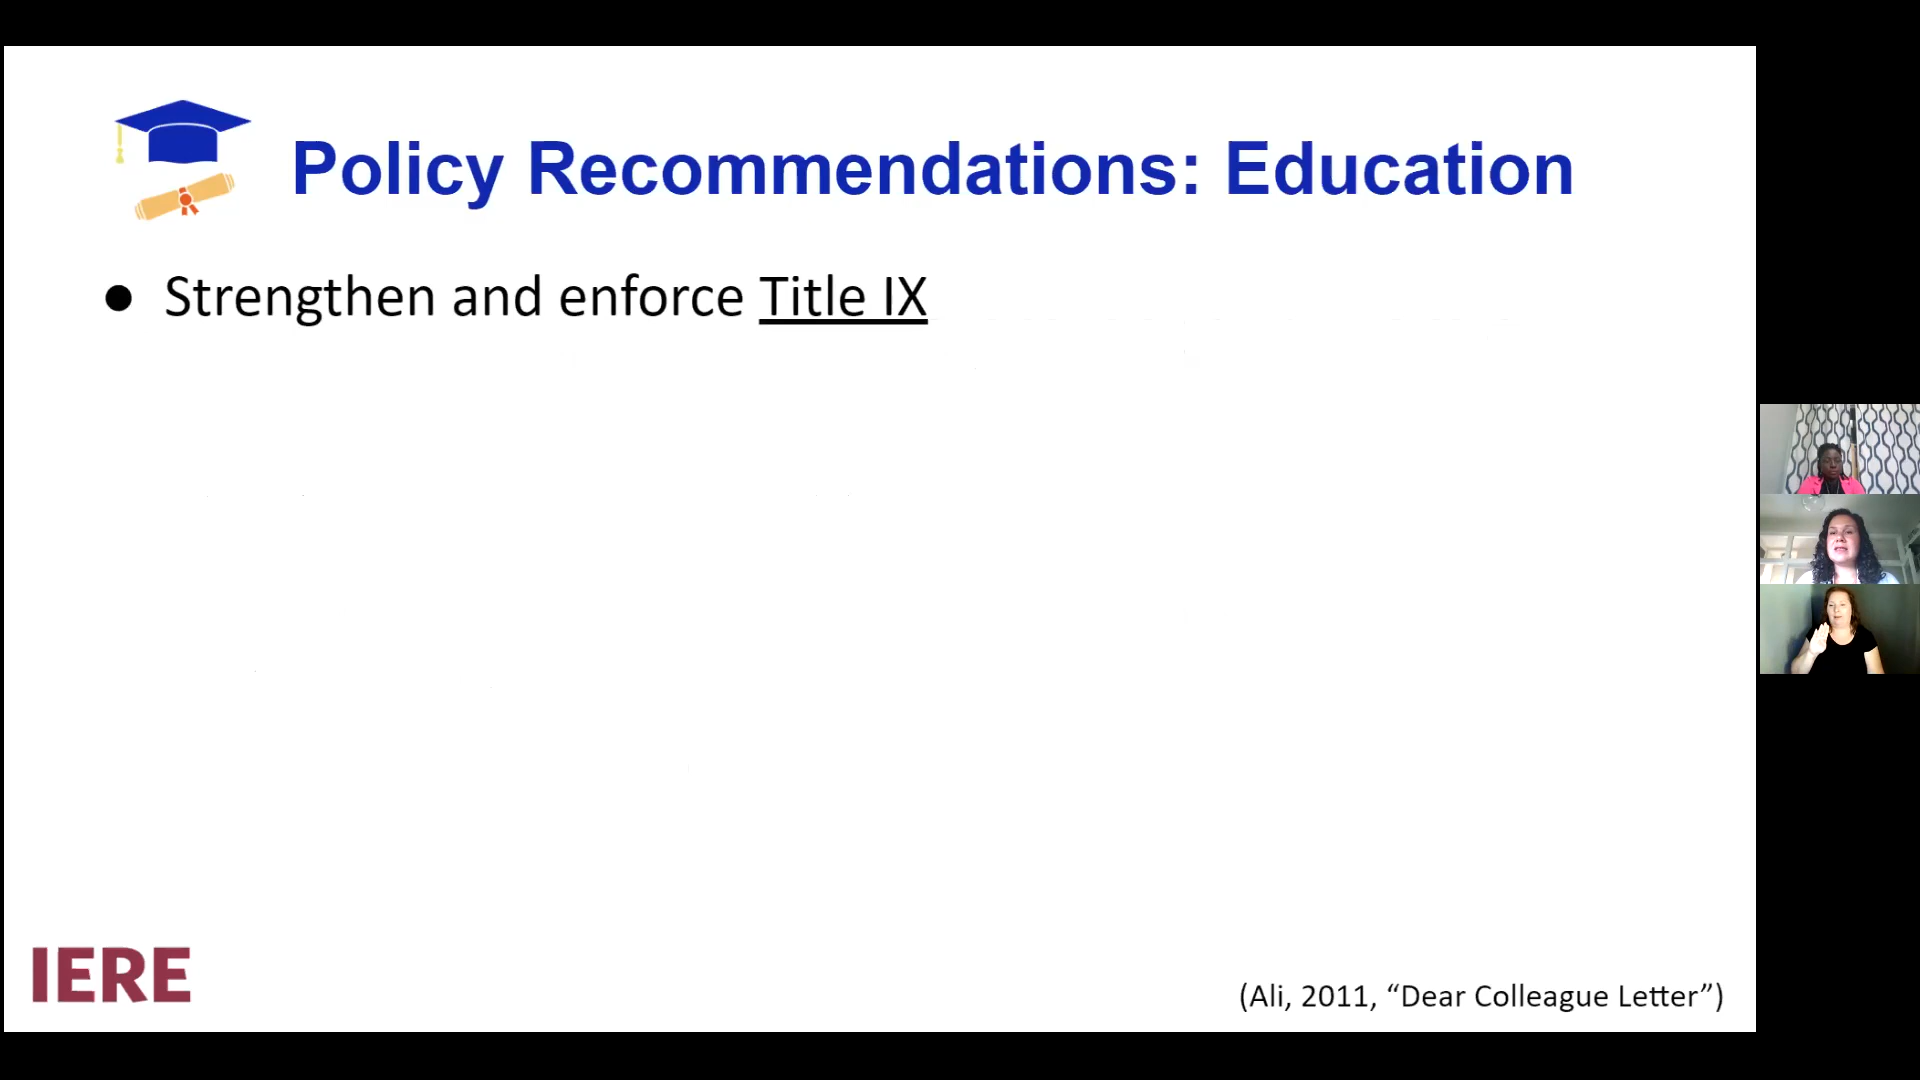 Policy Recommendations: Education
● Strengthen and enforce Title IX
IERE
(Ali, 2011, “Dear Colleague Letter”)